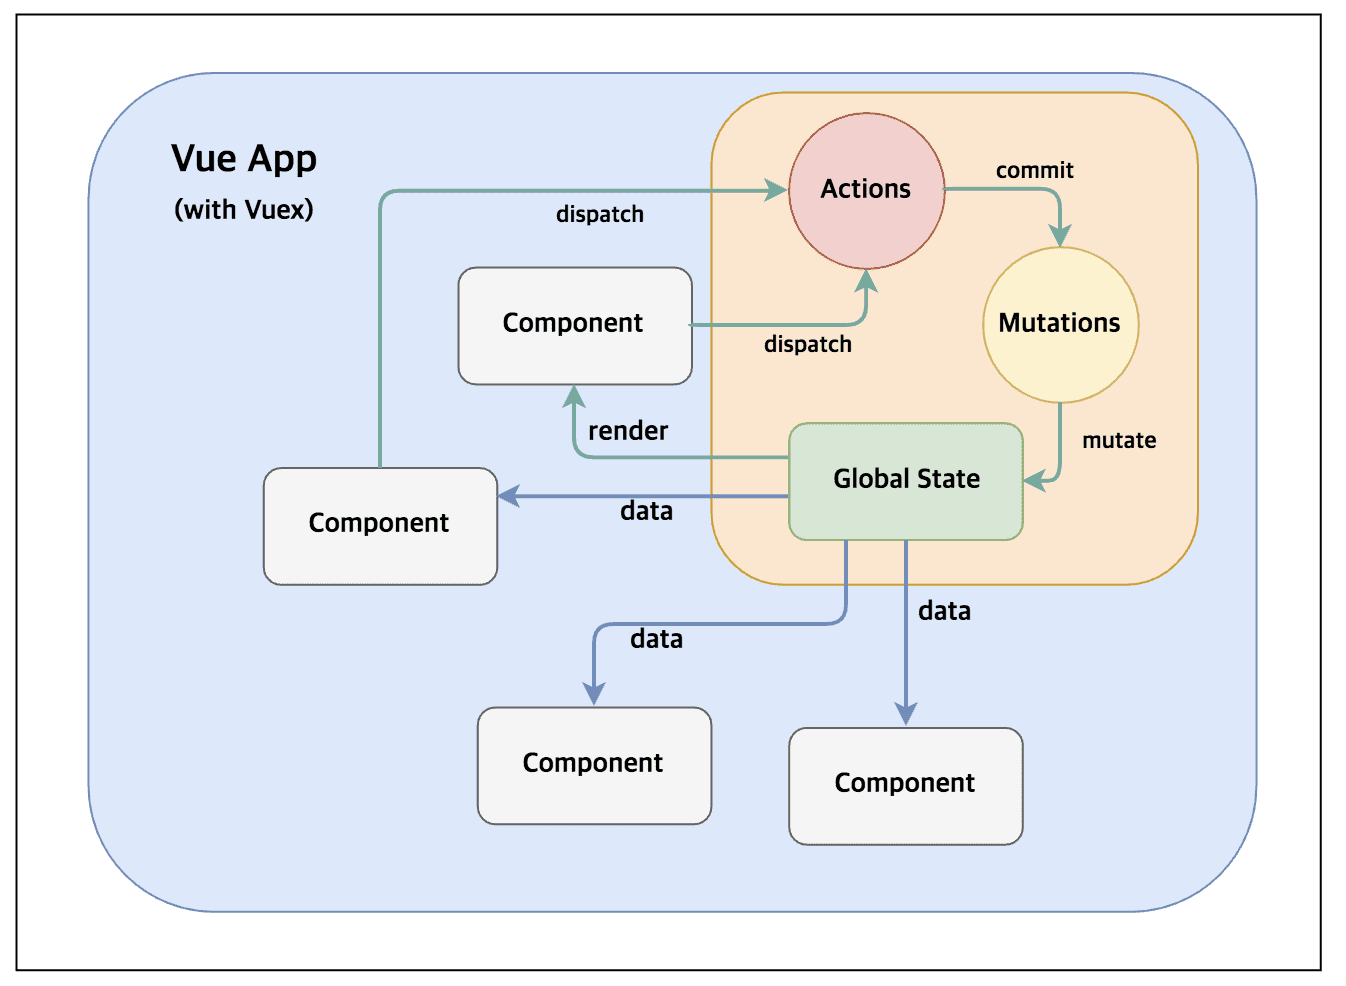 Vue App
(with Vuex)
Actions
commit
dispatch
Component
dispatch
Mutations
render
mutate
Global State
data
Component
data
data
Component
Component